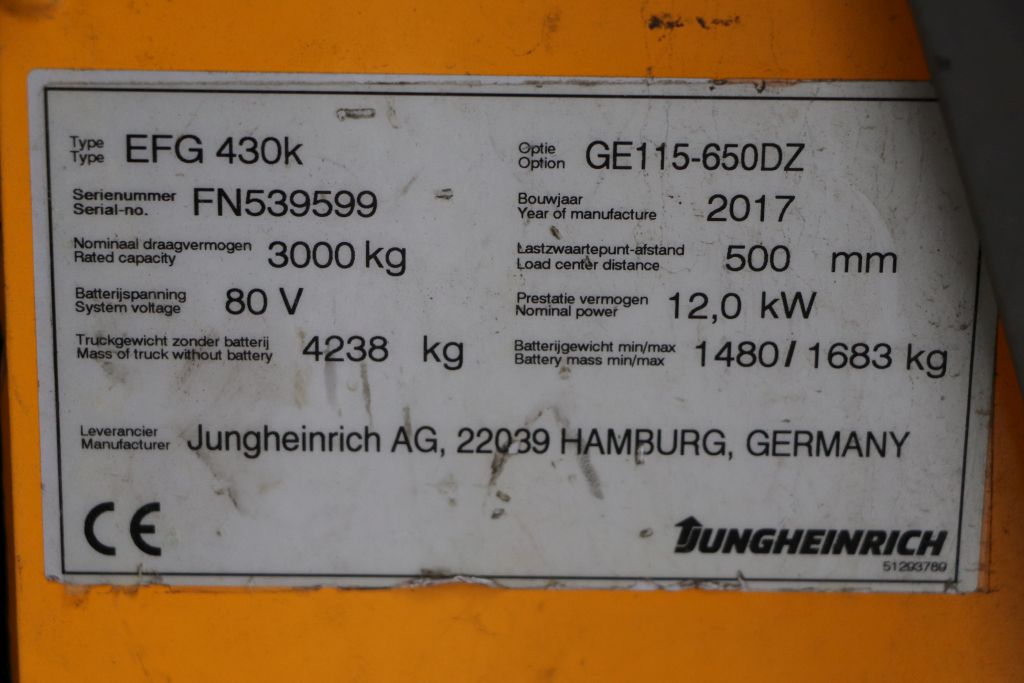 Type
Type EFG 430k
Optie
Option GE115-650DZ
Serienummer
Serial-no. FN539599
Bouwjaar
Year of manufacture 2017
Nominaal draagvermogen
Rated capacity 3000 kg
Lastzwaartepunt-afstand
Load center distance 500 mm
Batterijspanning
System voltage 80 V
Prestatie vermogen
Nominal power 12,0 kW
Truckgewicht zonder batterij
Mass of truck without battery 4238 kg
Batterijgewicht min/max
Battery mass min/max 1480 / 1683 kg
Leverancier
Manufacturer Jungheinrich AG, 22039 HAMBURG, GERMANY
CE
JUNGHEINRICH
51293789